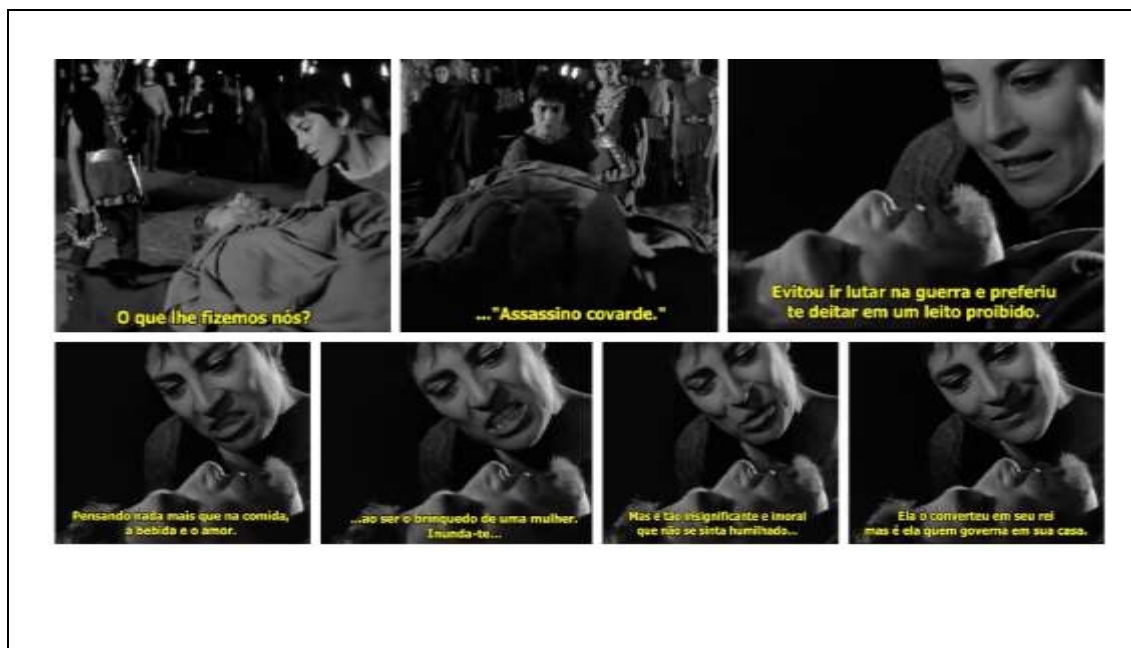 O que lhe fizemos nós?
..."Assassino covarde."
Evitou ir lutar na guerra e preferiu
te deitar em um leito proibido.
Pensando nada mais que na comida,
a bebida e o amor.
...ao ser o brinquedo de uma mulher.
Inunda-te...
Mas é tão insignificante e imoral
que não se sinta humilhado...
Ela o converteu em seu rei
mas é ela quem governa em sua casa.